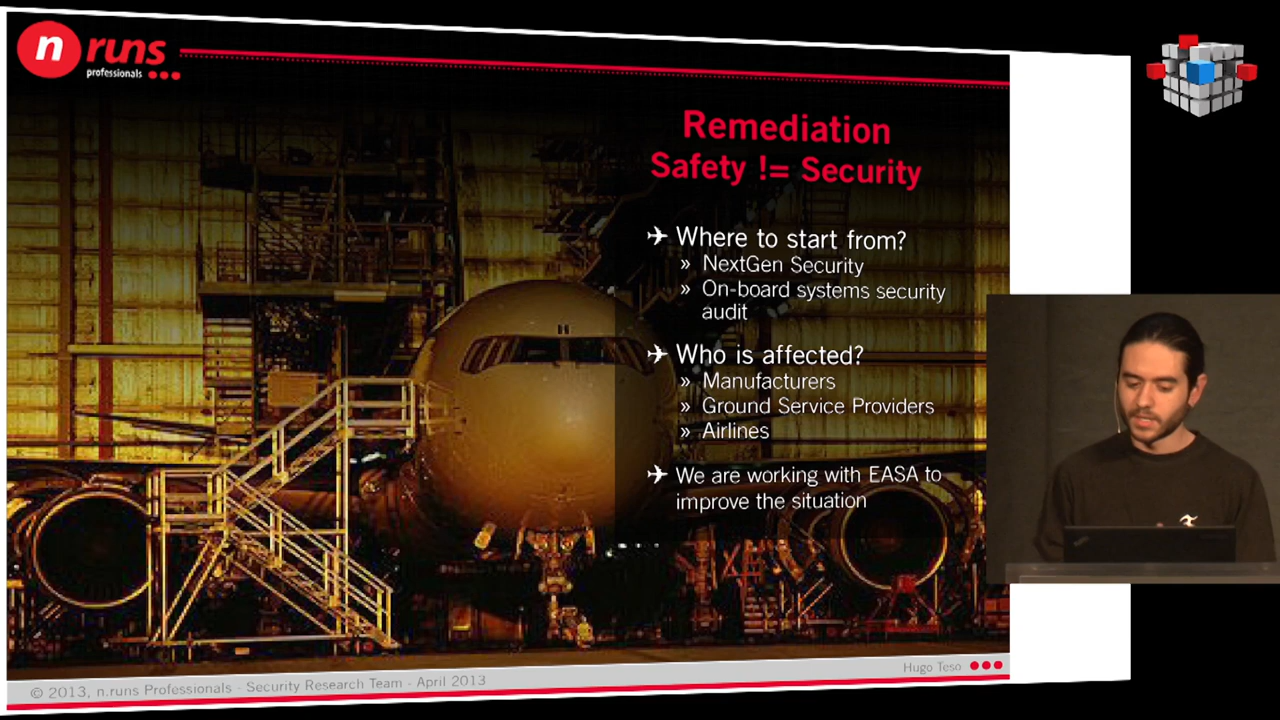 n runs
professionals
Remediation
Safety != Security
Where to start from?
» NextGen Security
» On-board systems security
audit
Who is affected?
» Manufacturers
» Ground Service Providers
» Airlines
We are working with EASA to
improve the situation
Hugo Teso
© 2013, n.runs Professionals - Security Research Team - April 2013